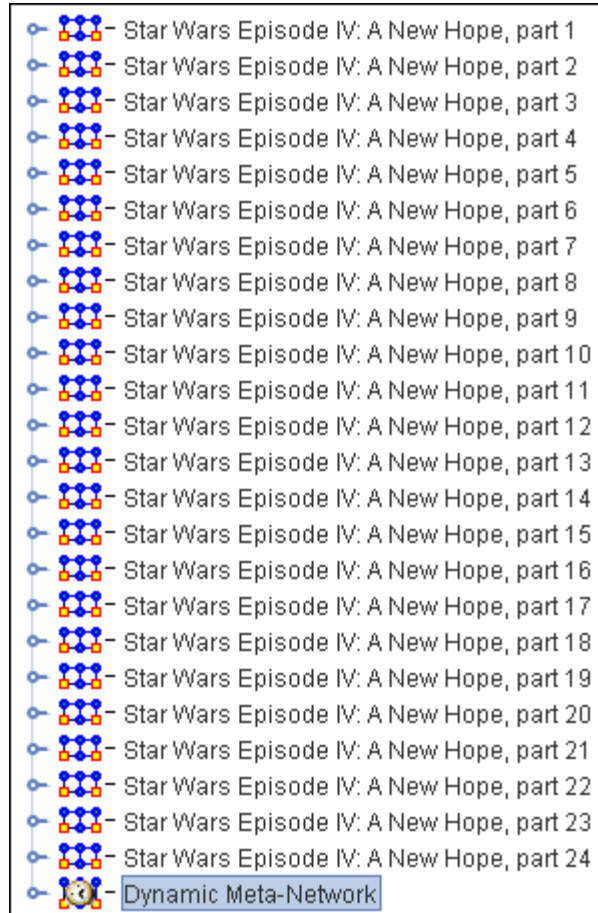 Star Wars Episode IV: A New Hope, part 1
Star Wars Episode IV: A New Hope, part 2
Star Wars Episode IV: A New Hope, part 3
Star Wars Episode IV: A New Hope, part 4
Star Wars Episode IV: A New Hope, part 5
Star Wars Episode IV: A New Hope, part 6
Star Wars Episode IV: A New Hope, part 7
Star Wars Episode IV: A New Hope, part 8
Star Wars Episode IV: A New Hope, part 9
Star Wars Episode IV: A New Hope, part 10
Star Wars Episode IV: A New Hope, part 11
Star Wars Episode IV: A New Hope, part 12
Star Wars Episode IV: A New Hope, part 13
Star Wars Episode IV: A New Hope, part 14
Star Wars Episode IV: A New Hope, part 15
Star Wars Episode IV: A New Hope, part 16
Star Wars Episode IV: A New Hope, part 17
Star Wars Episode IV: A New Hope, part 18
Star Wars Episode IV: A New Hope, part 19
Star Wars Episode IV: A New Hope, part 20
Star Wars Episode IV: A New Hope, part 21
Star Wars Episode IV: A New Hope, part 22
Star Wars Episode IV: A New Hope, part 23
Star Wars Episode IV: A New Hope, part 24
Dynamic Meta-Network